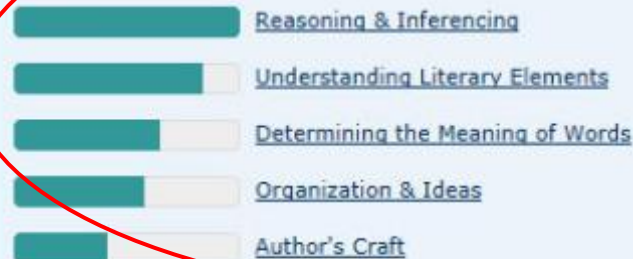 Reasoning & Inferencing
Understanding Literary Elements
Determining the Meaning of Words
Organization & Ideas
Author's Craft